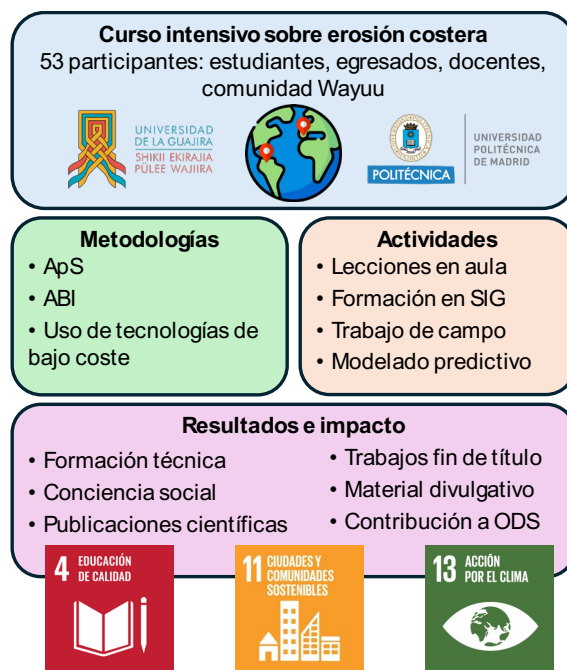 Curso intensivo sobre erosión costera
53 participantes: estudiantes, egresados, docentes,
comunidad Wayuu
UNIVERSIDAD
DE LA GUAJIRA
SHIKII EKIRAJIA
PÜLEE WAJIIRA
POLITÉCNICA
UNIVERSIDAD
POLITÉCNICA
DE MADRID
Metodologías
• ApS
• ABI
• Uso de tecnologías de
bajo coste
Actividades
• Lecciones en aula
• Formación en SIG
• Trabajo de campo
• Modelado predictivo
Resultados e impacto
• Formación técnica
• Conciencia social
• Publicaciones científicas
• Trabajos fin de título
• Material divulgativo
• Contribución a ODS
4 EDUCACIÓN
DE CALIDAD
11 CIUDADES Y
COMUNIDADES
SOSTENIBLES
13 ACCIÓN
POR EL CLIMA